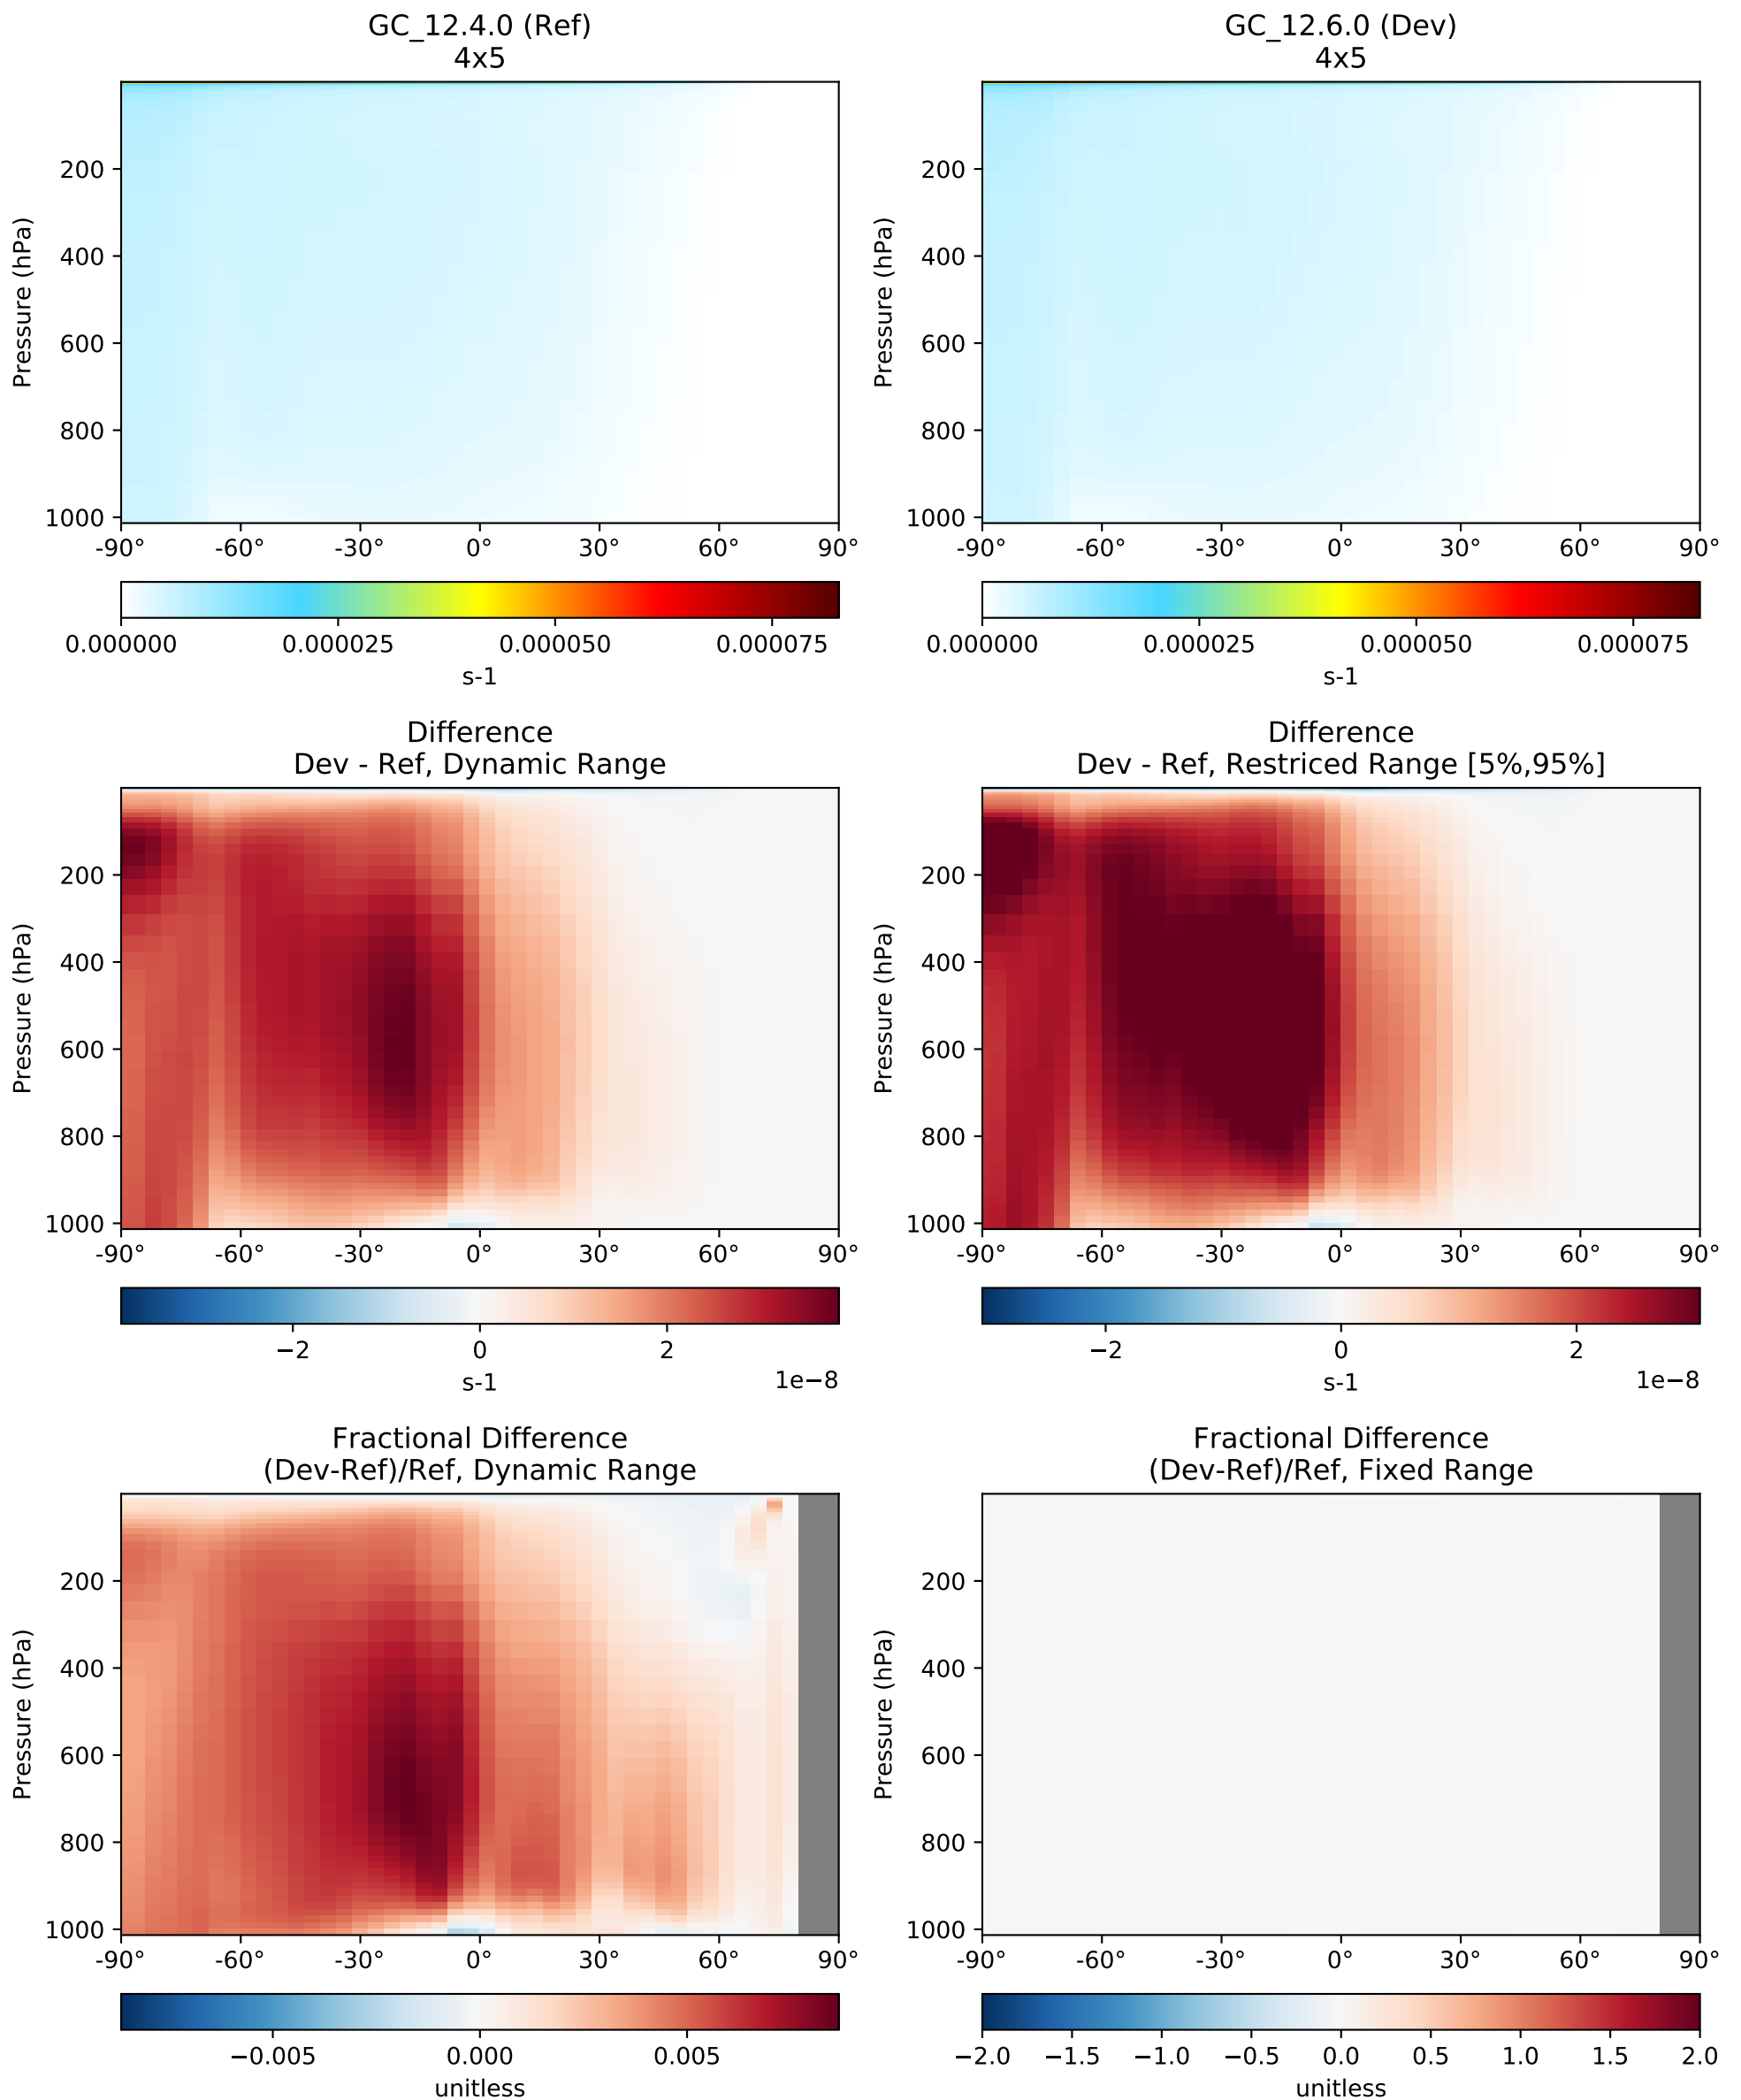 GC_12.4.0 (Ref)
4x5
Pressure (hPa)
200
400
600
800
1000
-90° -60° -30° 0° 30° 60° 90°
0.000000 0.000025 0.000050 0.000075
s-1
GC_12.6.0 (Dev)
4x5
Pressure (hPa)
200
400
600
800
1000
-90° -60° -30° 0° 30° 60° 90°
0.000000 0.000025 0.000050 0.000075
s-1
Difference
Dev - Ref, Dynamic Range
Pressure (hPa)
200
400
600
800
1000
-90° -60° -30° 0° 30° 60° 90°
−2 0 2
s-1 1e−8
Difference
Dev - Ref, Restriced Range [5%,95%]
Pressure (hPa)
200
400
600
800
1000
-90° -60° -30° 0° 30° 60° 90°
−2 0 2
s-1 1e−8
Fractional Difference
(Dev-Ref)/Ref, Dynamic Range
Pressure (hPa)
200
400
600
800
1000
-90° -60° -30° 0° 30° 60° 90°
−0.005 0.000 0.005
unitless
Fractional Difference
(Dev-Ref)/Ref, Fixed Range
Pressure (hPa)
200
400
600
800
1000
-90° -60° -30° 0° 30° 60° 90°
−2.0 −1.5 −1.0 −0.5 0.0 0.5 1.0 1.5 2.0
unitless